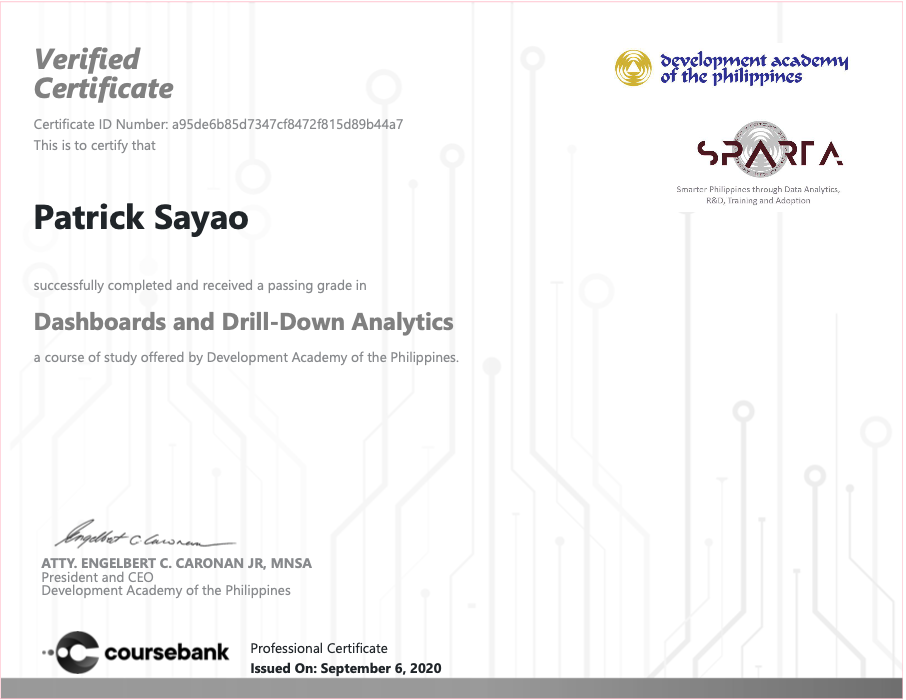 Verified
Certificate
Certificate ID Number: a95de6b85d7347cf8472f815d89b44a7
This is to certify that
Patrick Sayao
successfully completed and received a passing grade in
Dashboards and Drill-Down Analytics
a course of study offered by Development Academy of the Philippines.
development academy
of the philippines
SPARTA
Smarter Philippines through Data Analytics,
R&D, Training and Adoption
Engelbert C Caronan
ATTY. ENGELBERT C. CARONAN JR, MNSA
President and CEO
Development Academy of the Philippines
coursebank
Professional Certificate
Issued On: September 6, 2020